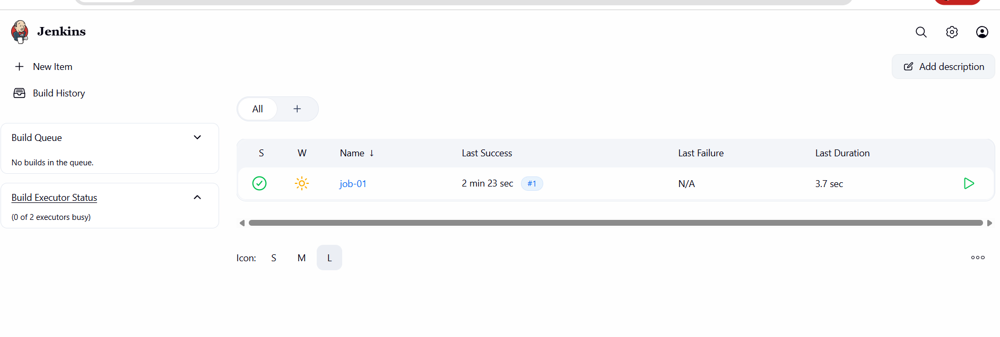 Jenkins
New Item
Add description
Build History
All
Build Queue
No builds in the queue.
S W Name ↓ Last Success Last Failure Last Duration
job-01 2 min 23 sec #1 N/A 3.7 sec
Build Executor Status
(0 of 2 executors busy)
Icon: S M L